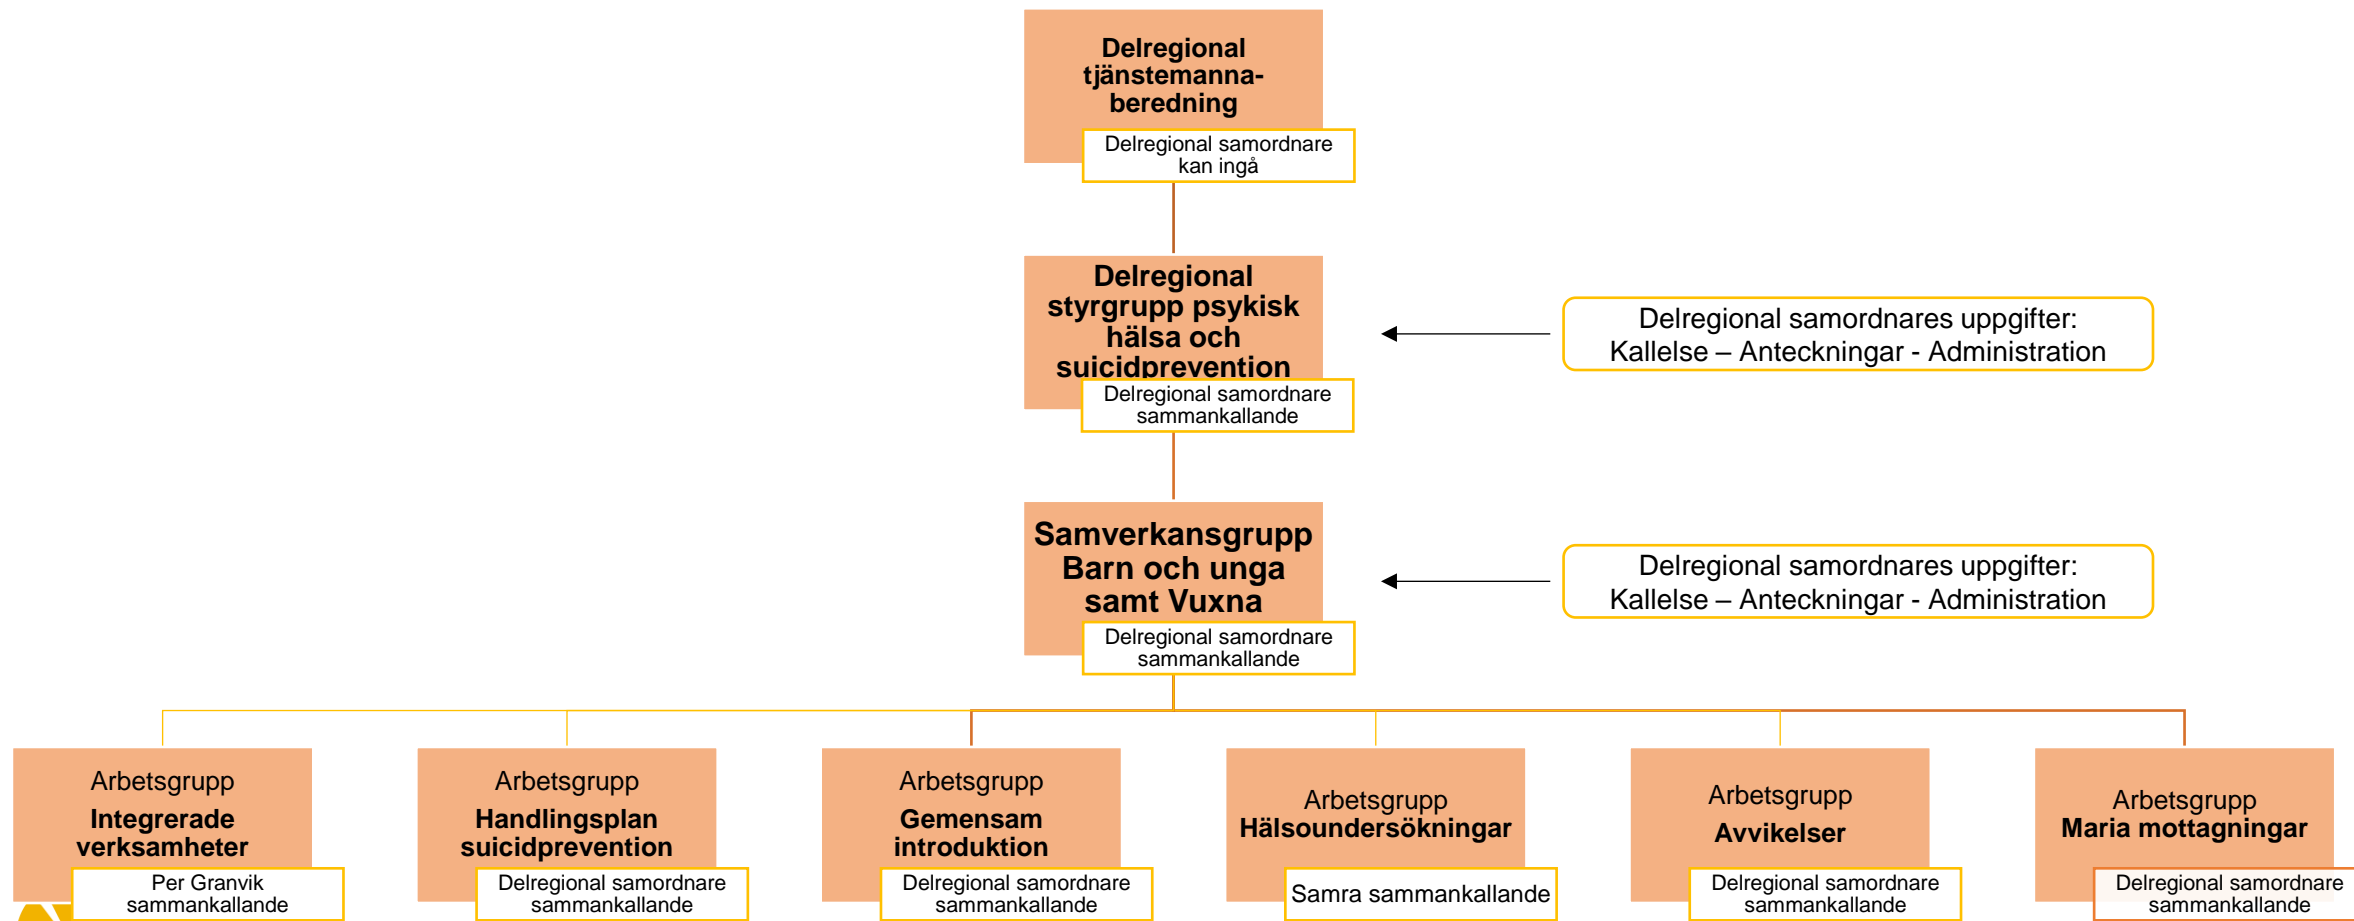 Delregional
tjänstemanna-
beredning
Delregional samordnare
kan ingå
Delregional
styrgrupp psykisk
hälsa och
suicidprevention
Delregional samordnare
sammankallande
Delregional samordnares uppgifter:
Kallelse – Anteckningar - Administration
Samverkansgrupp
Barn och unga
samt Vuxna
Delregional samordnare
sammankallande
Delregional samordnares uppgifter:
Kallelse – Anteckningar - Administration
Arbetsgrupp
Integrerade
verksamheter
Per Granvik
sammankallande
Arbetsgrupp
Handlingsplan
suicidprevention
Delregional samordnare
sammankallande
Arbetsgrupp
Gemensam
introduktion
Delregional samordnare
sammankallande
Arbetsgrupp
Hälsoundersökningar
Samra sammankallande
Arbetsgrupp
Avvikelser
Delregional samordnare
sammankallande
Arbetsgrupp
Maria mottagningar
Delregional samordnare
sammankallande